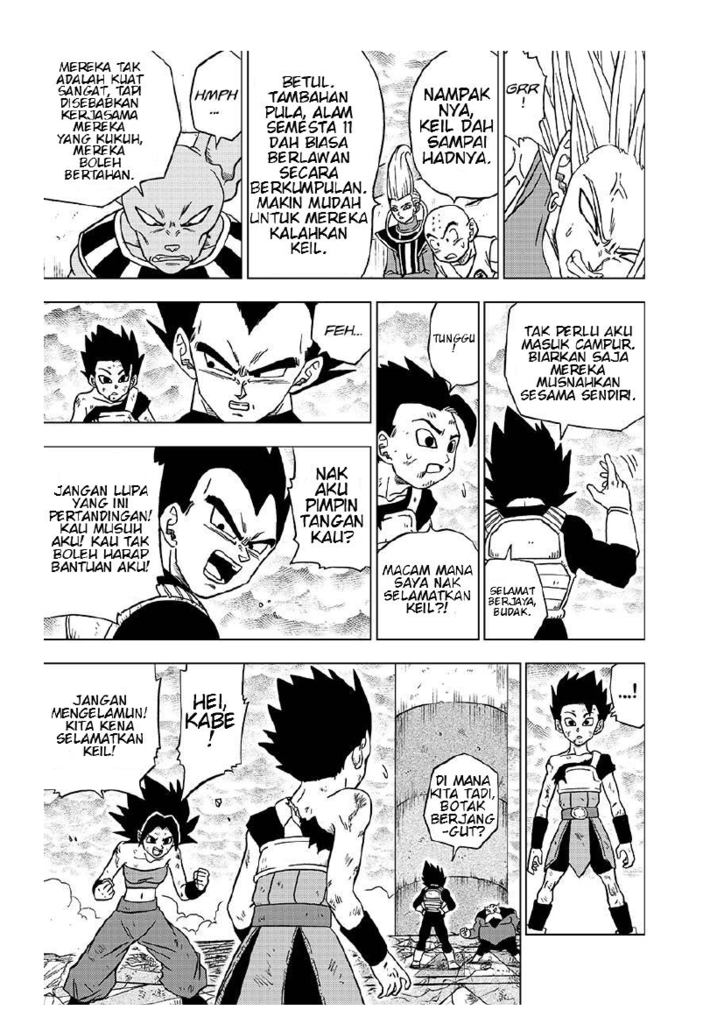 GRR
!
NAMPAK
NYA,
KEIL DAH
SAMPAI
HADNYA.
BETUL.
TAMBAHAN
PULA, ALAM
SEMESTA 11
DAH BIASA
BERLAWAN
SECARA
BERKUMPULAN.
MAKIN MUDAH
UNTUK MEREKA
KALAHKAN
KEIL.
HMPH
...
MEREKA TAK
ADALAH KUAT
SANGAT, TAPI
DISEBABKAN
KERJASAMA
MEREKA
YANG KUKUH,
MEREKA
BOLEH
BERTAHAN.
TAK PERLU AKU
MASUK CAMPUR.
BIARKAN SAJA
MEREKA
MUSNAHKAN
SESAMA SENDIRI.
SELAMAT
BERJAYA,
BUDAK.
TUNGGU
!
MACAM MANA
SAYA NAK
SELAMATKAN
KEIL?!
FEH...
NAK
AKU
PIMPIN
TANGAN
KAU?
JANGAN LUPA
YANG INI
PERTANDINGAN!
KAU MUSUH
AKU! KAU TAK
BOLEH HARAP
BANTUAN AKU!
...!
DI MANA
KITA TADI,
BOTAK
BERJANG
-GUT?
HEI,
KABE
!
JANGAN
MENGELAMUN!
KITA KENA
SELAMATKAN
KEIL!